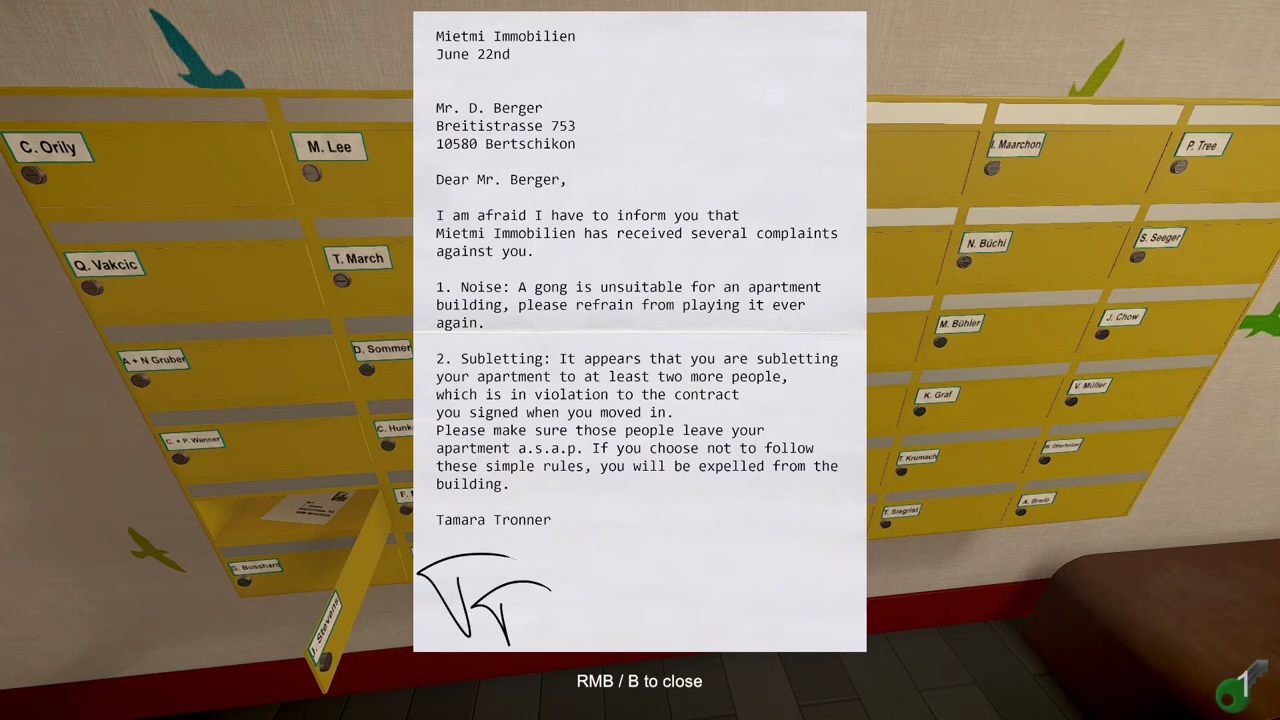 Mietmi Immobilien
June 22nd
Mr. D. Berger
Breitistrasse 753
10580 Bertschikon
Dear Mr. Berger,
I am afraid I have to inform you that
Mietmi Immobilien has received several complaints
against you.
1. Noise: A gong is unsuitable for an apartment
building, please refrain from playing it ever
again.
2. Subletting: It appears that you are subletting
your apartment to at least two more people,
which is in violation to the contract
you signed when you moved in.
Please make sure those people leave your
apartment a.s.a.p. If you choose not to follow
these simple rules, you will be expelled from the
building.
Tamara Tronner
C. Orily
M. Lee
I. Maarchon
P. Tree
Q. Vakcic
T. March
N. Büchi
S. Seeger
A + N Gruber
D. Sommer
M. Bühler
J. Chow
C. + P. Wanner
C. Hunk
K. Graf
V. Müller
T. Krumach
G. Bosshard
T. Siegrist
A. Breiti
Stevens
RMB / B to close
1